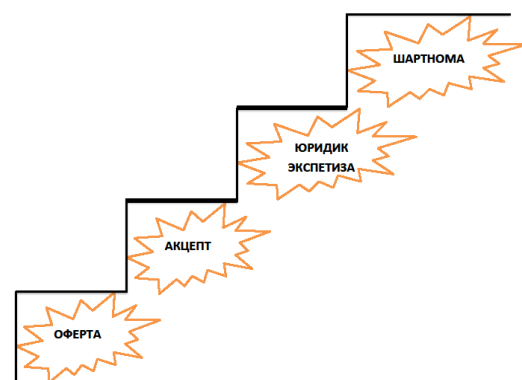 ШАРТНОМА
ЮРИДИК
ЭКСПЕТИЗА
АКЦЕПТ
ОФЕРТА